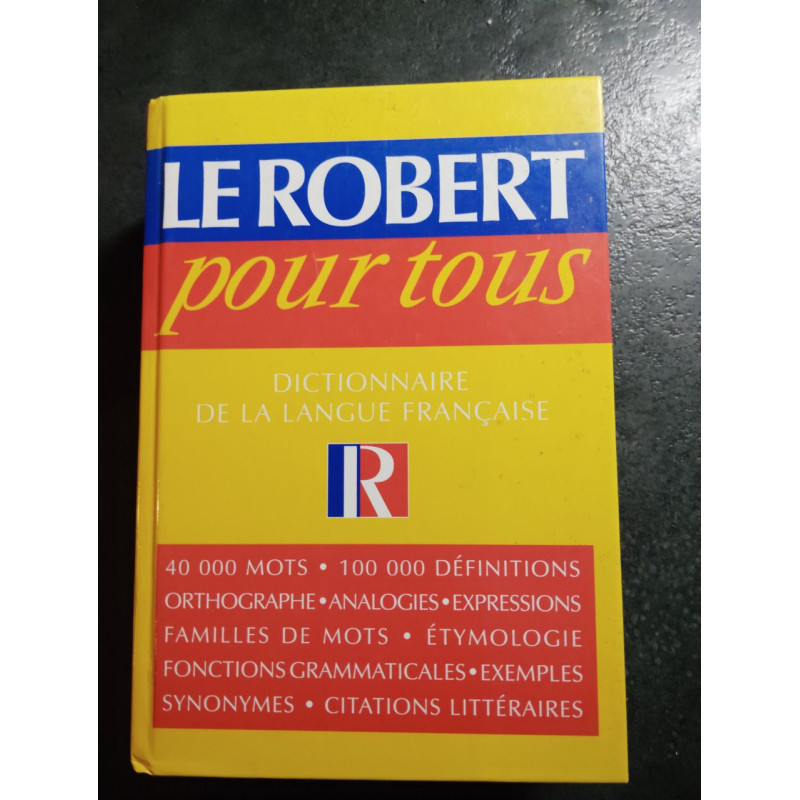 LE ROBERT
pour tous
DICTIONNAIRE
DE LA LANGUE FRANÇAISE
R
40 000 MOTS • 100 000 DÉFINITIONS
ORTHOGRAPHE • ANALOGIES • EXPRESSIONS
FAMILLES DE MOTS • ÉTYMOLOGIE
FONCTIONS GRAMMATICALES • EXEMPLES
SYNONYMES • CITATIONS LITTÉRAIRES